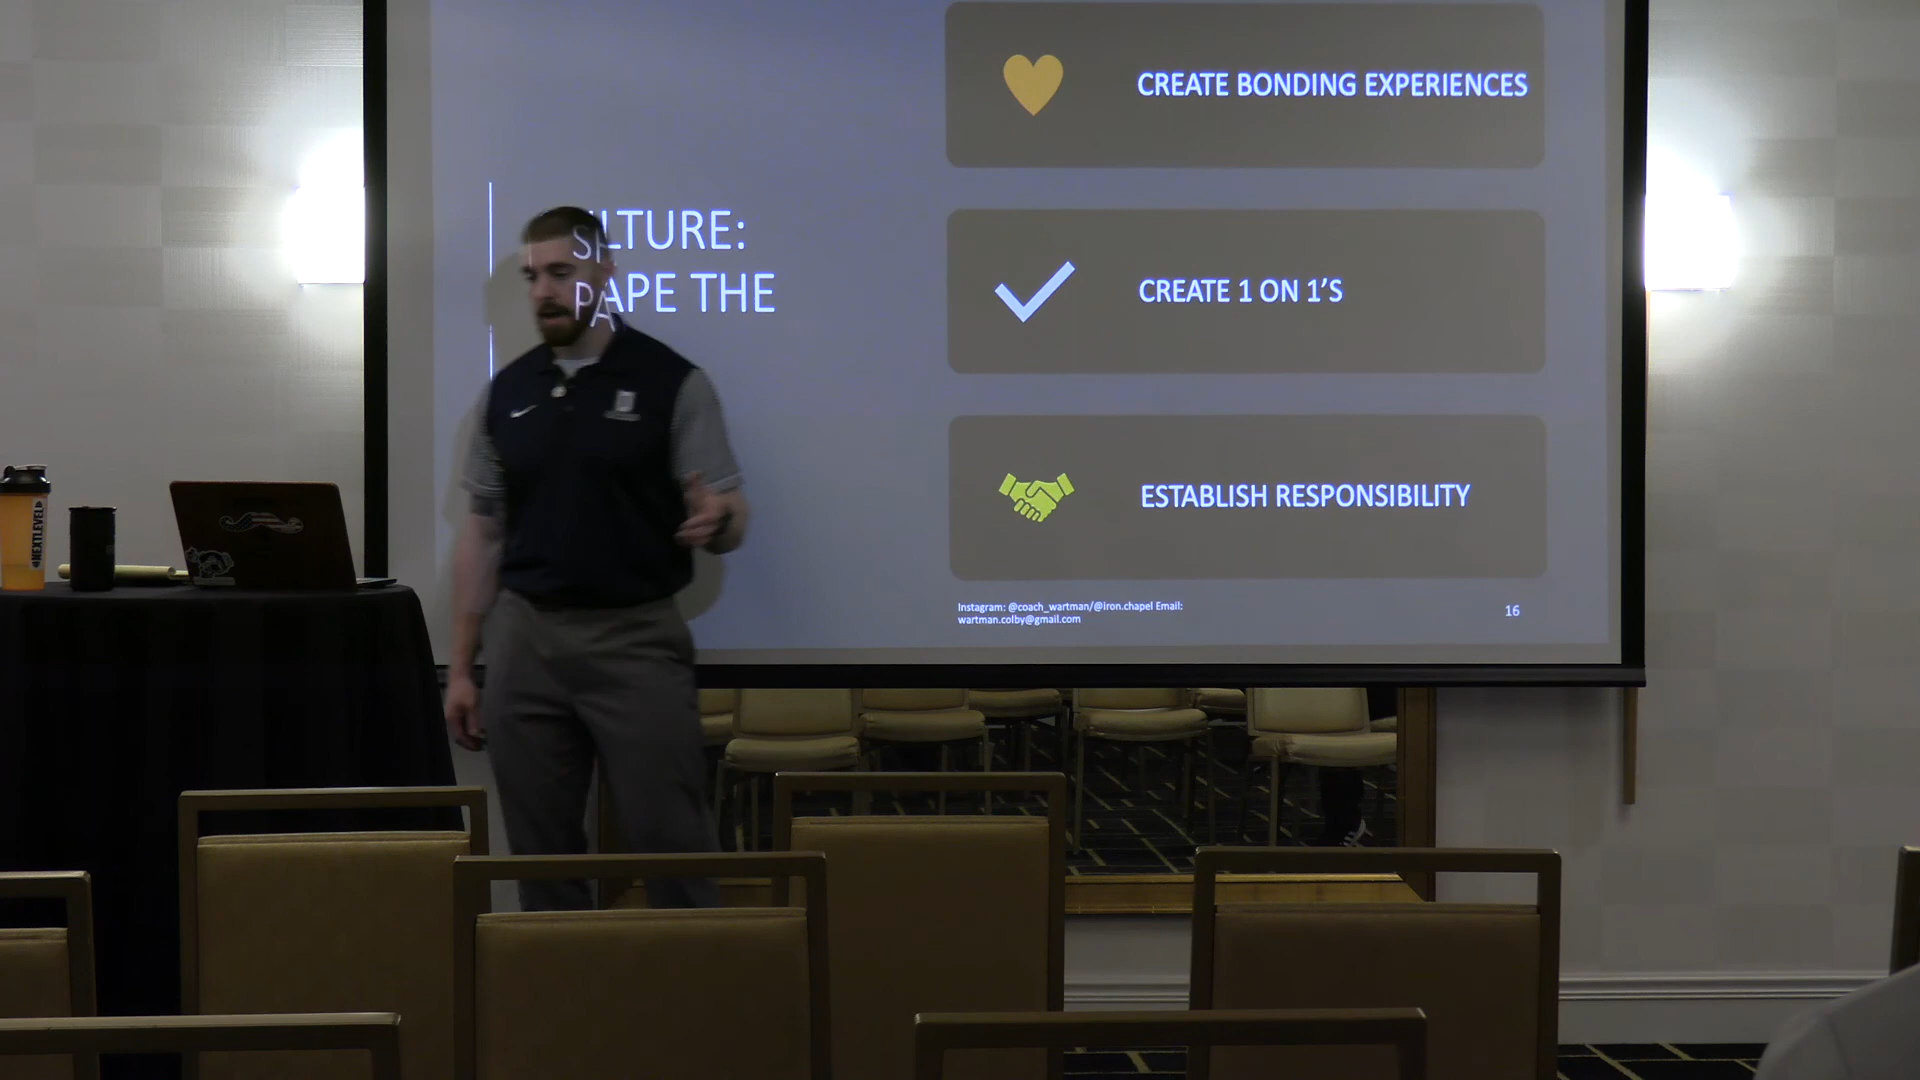 LTURE:
APE THE
CREATE BONDING EXPERIENCES
CREATE 1 ON 1'S
ESTABLISH RESPONSIBILITY
Instagram: @coach_wartman/@iron.chapel Email:
wartman.colby@gmail.com
16
NEXTLEVEL